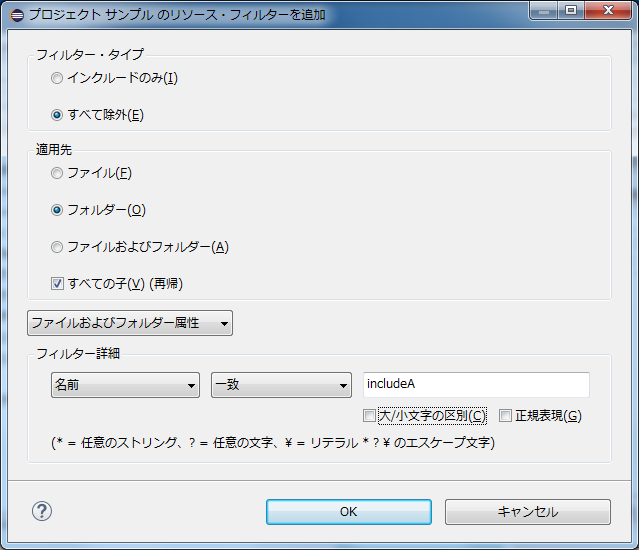 プロジェクト サンプル のリソース・フィルターを追加
フィルター・タイプ
インクルードのみ(I)
すべて除外(E)
適用先
ファイル(F)
フォルダー(O)
ファイルおよびフォルダー(A)
すべての子(V) (再帰)
ファイルおよびフォルダー属性
フィルター詳細
名前 一致 includeA
大/小文字の区別(C) 正規表現(G)
(* = 任意のストリング、? = 任意の文字、¥ = リテラル * ? ¥ のエスケープ文字)
? OK キャンセル